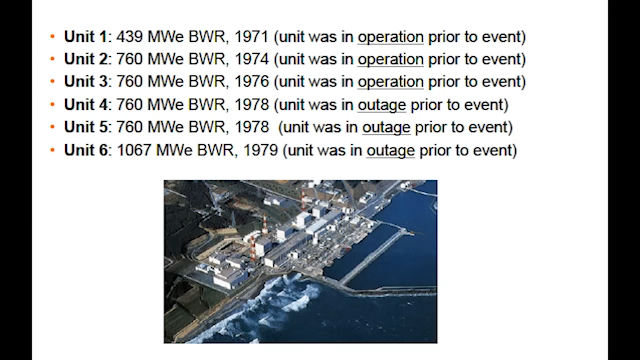 • Unit 1: 439 MWe BWR, 1971 (unit was in operation prior to event)
• Unit 2: 760 MWe BWR, 1974 (unit was in operation prior to event)
• Unit 3: 760 MWe BWR, 1976 (unit was in operation prior to event)
• Unit 4: 760 MWe BWR, 1978 (unit was in outage prior to event)
• Unit 5: 760 MWe BWR, 1978 (unit was in outage prior to event)
• Unit 6: 1067 MWe BWR, 1979 (unit was in outage prior to event)